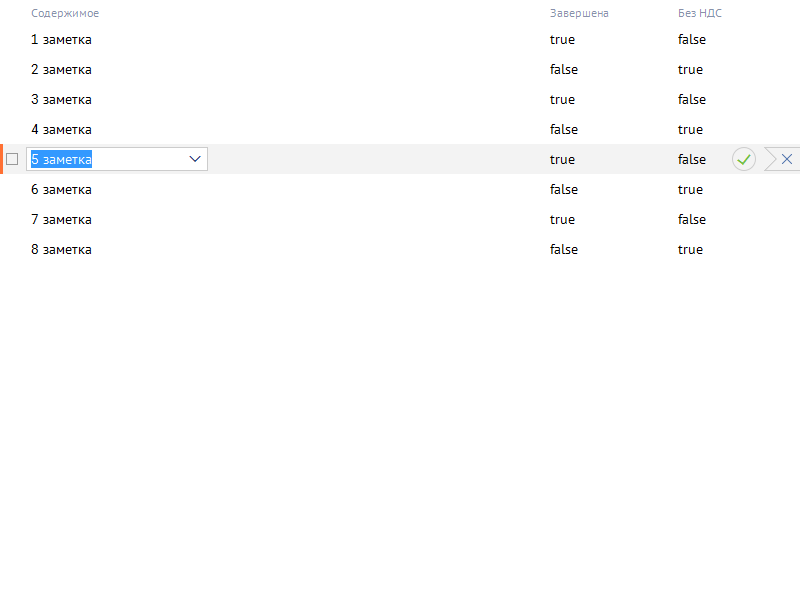 Содержимое Завершена Без НДС
1 заметка true false
2 заметка false true
3 заметка true false
4 заметка false true
5 заметка true false
6 заметка false true
7 заметка true false
8 заметка false true